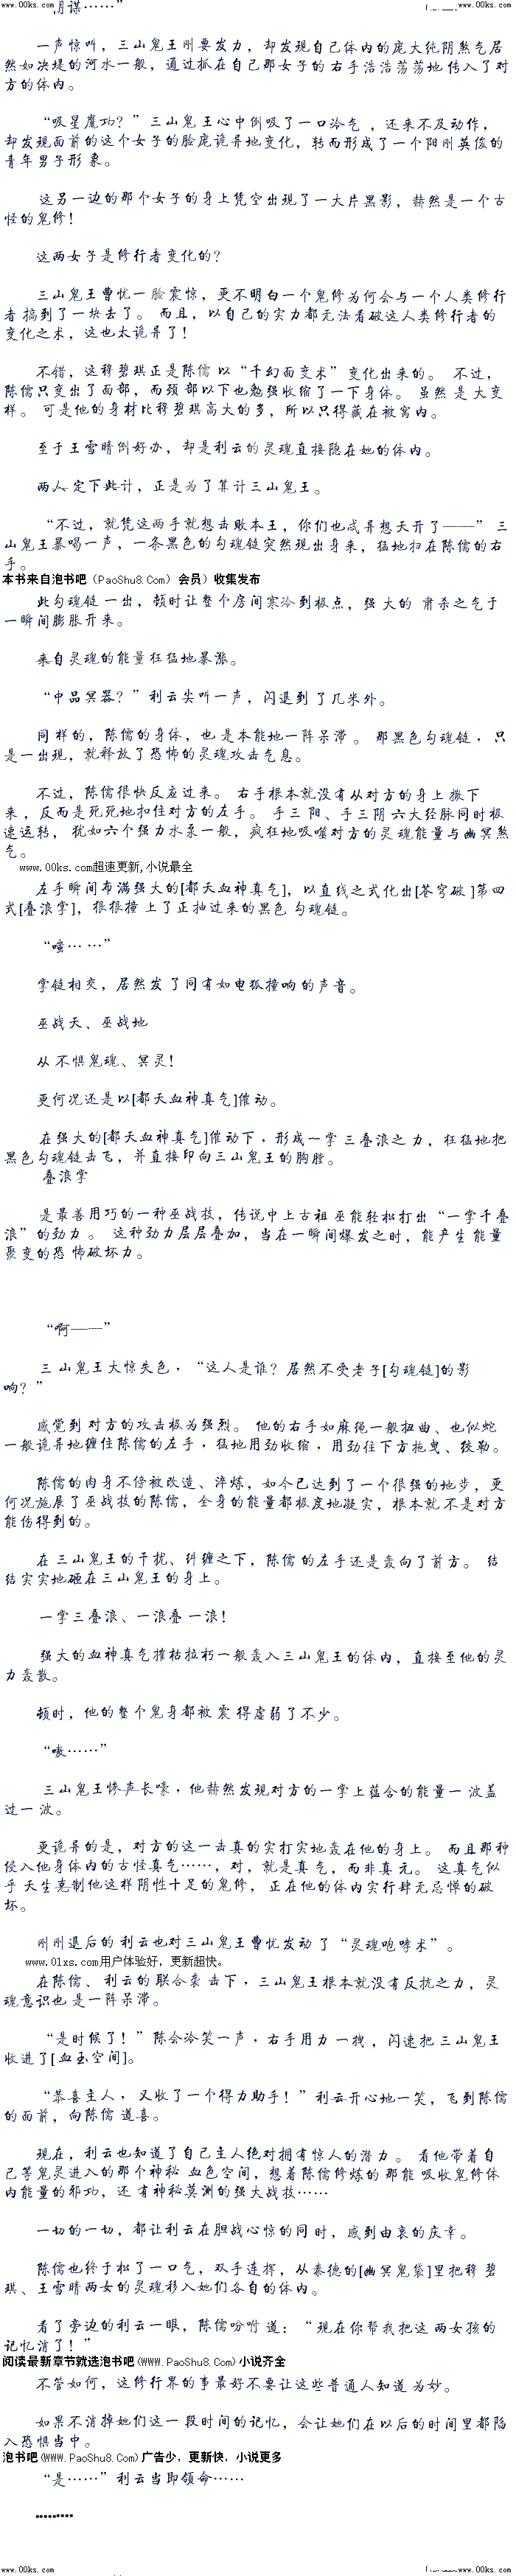 www.00ks.com www.00ks.com
月谋……”
一声惊叫，三山鬼王刚要发力，却发现自己体内的庞大纯阴煞气居
然如决堤的河水一般，通过抓在自己那女子的右手浩浩荡荡地传入了对
方的体内。
“吸星魔功？”三山鬼王心中倒吸了一口冷气 ，还来不及动作，
却发现面前的这个女子的脸庞诡异地变化，转而形成了一个阳刚英俊的
青年男子形 象。
这另一边的那个女子的身上凭空出现了一大片黑影，赫然是一个古
怪的鬼修！
这两女子是修行者变化的？
三山鬼王曹忧一脸震惊，更不明白一个鬼修为何会与一个人类修行
者 搞到了一块去了。 而且，以自己的实力都无法看破这人类修行者的
变化之术，这也太诡异了！
不错，这穆碧琪正是陈儒 以“千幻面变术”变化出来的。 不过，
陈儒只变出了面部，而颈部以下也勉强收缩了一下身体。 虽然 是 大变
样。 可是他的身材比穆碧琪高大的多，所以只得藏在被窝内。
至于王雪晴倒好办，却是利云的灵魂直接隐在她的体内。
两人定下此计，正是为了算计三山鬼王。
“不过，就凭这两手就想击败本王，你们也忒异想天开了——”三
山鬼王暴喝一声，一条黑色的勾魂链突然现出身来，猛地扫在陈儒的右
手。
本书来自泡书吧（PaoShu8.Com）会员）收集发布
此勾魂链 一出，顿时让整个房间寒冷到极点，强 大的 肃杀之气于
一瞬间膨胀开来。
来自灵魂的能量狂猛地暴涨。
“中品冥器？”利云尖叫一声，闪退到 了几米外。
同 样的，陈儒的身体，也 是 本能地一阵呆滞 。 那黑色勾魂链 ，只
是一出现，就释放了恐怖的灵魂攻击气息。
不过，陈儒很快反应过来。 右手根本就没有从对方的身上 撤下
来 ，反而是死死地扣住对方的左手。 手三 阳、手三阴 六大经脉同时极
速运转， 犹如六个强力水泵一般，疯狂地吸噬对方的灵魂能量与幽冥煞
气。
www.00ks.com超速更新,小说最全
左手瞬间布满强大的[都天血神真气]，以直线之式化出[苍穹破 ]第四
式[叠浪掌]，狠狠撞 上了正抽过来的黑色 勾魂链。
“嗤… …”
掌链相交，居然发了同有如电狐撞响 的声音。
巫战天、巫战地
从 不惧鬼魂、冥灵！
更何况还是以[都天血神真气]催动。
在强大的[都天血神真气]催动下 ，形成一掌 三叠浪之 力，狂猛地把
黑色勾魂链击飞，并直接印向三山鬼王的胸膛。
叠浪掌
是最善用巧的一种巫战技，传说中上古祖 巫能轻松打出“一掌千叠
浪”的劲力 。 这种劲力层层叠加，当在一瞬间爆发之时，能产生 能量
聚变的恐 怖破坏力。
“啊——”
三 山鬼王大惊失色 ，“这人是谁？居然不受老子[勾魂链]的影
响？”
感觉到 对方的攻击极为强烈。 他的右手如麻绳一般扭曲、也似蛇
一般诡异地缠住陈儒的左手 ，猛地用劲收缩 ，用劲往下方拖曳、绞勒。
陈儒的肉身不停被改造、淬炼，如今已达到了一个很强的地步，更
何况施展了巫战技的陈儒，全身的能量都极度地凝实，根本就 不是对方
能伤得到的。
在 三山鬼王的干扰、纠缠之下，陈儒 的左手还是轰向了前方。 结
结实实地砸在三山鬼王的身上。
一掌三叠浪、一浪叠 一浪！
强大的血神真气摧枯拉朽一般轰入三山鬼王的体内，直接至他的灵
力轰散。
顿时，他的整个鬼身都被 震 得虚弱了不少。
“嗷……”
三山鬼王惨声长嚎 ，他赫然发现对方的一掌上蕴含的能量一 波盖
过一 波。
更诡异的是，对方的这一击真的实打实地轰在他的身上。 而且那种
侵入他身体内的古怪真气……，对，就是真气，而非真元。 这真气似
乎 天生克制他这样阴性十足的鬼修， 正在他的体内实行肆无忌惮的破
坏。
刚刚退后的 利云也对三山鬼王曹忧发动 了“灵魂咆哮术”。
www.01xs.com用户体验好，更新超快。
在陈儒、 利云的 联合袭 击下 ，三山鬼王根本就没有反抗之力，灵
魂意识也 是 一阵呆滞。
“是时候了！”陈会冷笑一声 ，右手用力 一拽 ，闪速把 三山鬼王
收进了[血玉空间]。
“恭喜主人， 又收了一个得力助手！”利云开心地一笑，飞到陈儒
的面前，向陈儒 道喜。
现在，利云也知道了自己主人绝对拥有惊人的潜力 。 看他带着自
己等鬼灵进入的那个神秘 血色空间，想着陈儒修炼的 那能 吸收鬼修体
内能量的邪功，还 有神秘莫测的强大战技……
一切的一切，都让利云在胆战心惊的同 时，感到由衷的庆幸。
陈儒也终于松了一口气，双手连挥，从泰德的[幽冥鬼袋]里把穆 碧
琪、王雪晴两女的灵魂移入她们各自的体内。
看了旁边的利云一眼，陈儒吩咐 道：“现在你帮我把这 两女孩的
记忆消了！”
阅读最新章节就选泡书吧(WWW.PaoShu8.Com)小说齐全
不管如何，这修行界的事最好不要让这些普通人知道 为妙。
如果不消掉她们这一 段时间的记忆，会让她们在以后的时间里都陷
入恐惧当中。
泡书吧(WWW.PaoShu8.Com)广告少，更新快，小说更多
“是……”利云当即领命……
………
www.00ks.com www.00ks.com